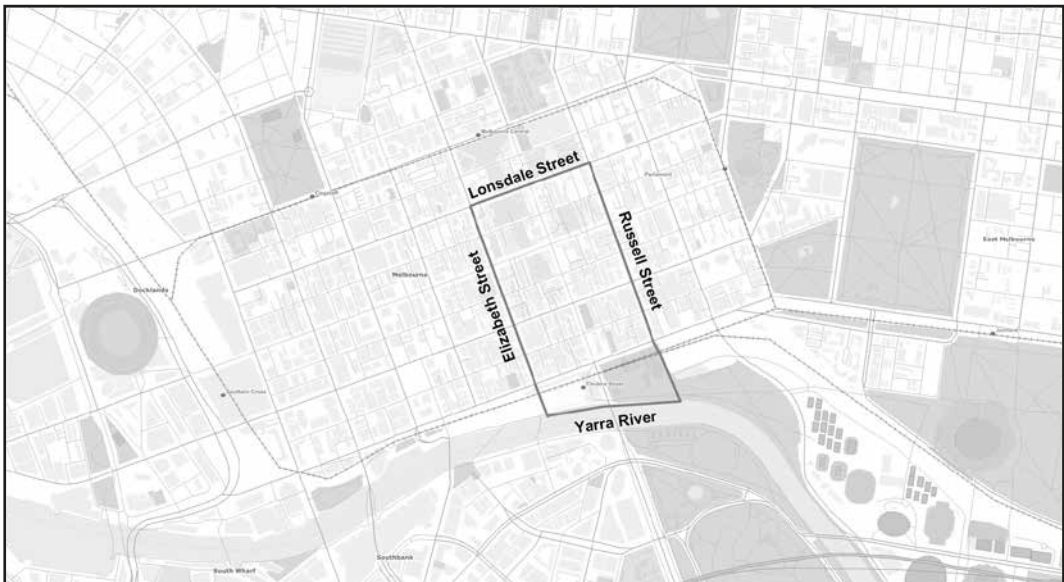 Melbourne Central
Lonsdale Street
Parliament
Flagstaff
Russell Street
East Melbourne
Melbourne
Elizabeth Street
Docklands
Southern Cross
Flinders Street
Yarra River
Southbank
South Wharf